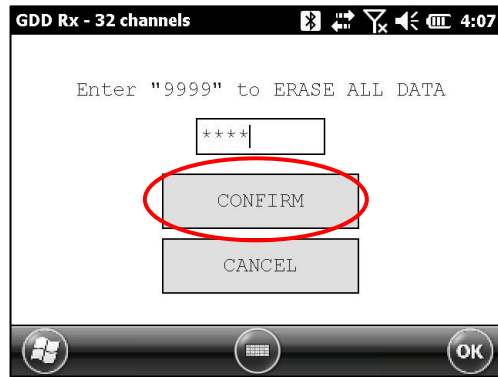 GDD Rx - 32 channels 4:07
Enter "9999" to ERASE ALL DATA
****
CONFIRM
CANCEL
OK